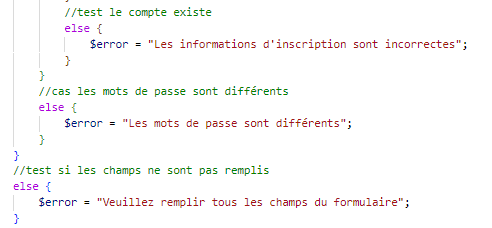 //test le compte existe
else {
$error = "Les informations d'inscription sont incorrectes";
}
}
//cas les mots de passe sont différents
else {
$error = "Les mots de passe sont différents";
}
}
//test si les champs ne sont pas remplis
else {
$error = "Veuillez remplir tous les champs du formulaire";
}